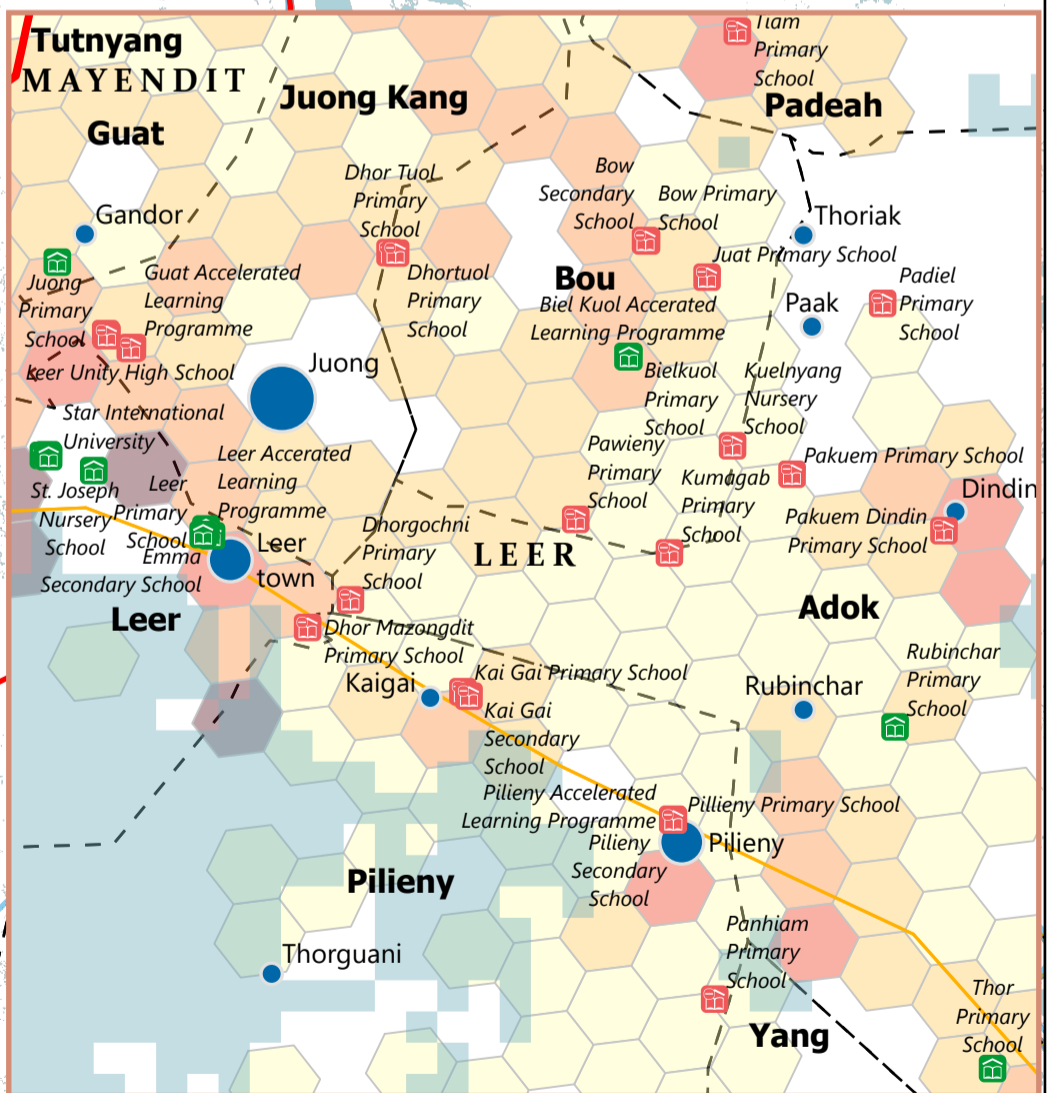 Tiam
Primary
School
Tutnyang
MAYENDIT
Juong Kang
Padeah
Guat
Dhor Tuol
Primary
School
Bow
Secondary
School
Bow Primary
School
Gandor
Thoriak
Juat Primary School
Juong
Primary
School
Guat Accelerated
Learning
Programme
Dhortuol
Primary
School
Bou
Padiel
Primary
School
Biel Kuol Accerated
Learning Programme
Paak
Leer Unity High School
Juong
Bielkuol
Primary
School
Kuelnyang
Nursery
School
Star International
University
Leer Accerated
Learning
Programme
Pawieny
Primary
School
Kumagab
Primary
School
Pakuem Primary School
St. Joseph
Nursery
School
Leer
Primary
School
Dindin
Pakuem Dindin
Primary School
Emma
Secondary School
Leer
town
Dhorgochni
Primary
School
LEER
Leer
Adok
Dhor Mazongdit
Primary School
Kaigai
Kai Gai Primary School
Kai Gai
Secondary
School
Rubinchar
Rubinchar
Primary
School
Pilieny Accelerated
Learning Programme
Pillieny Primary School
Pilieny
Secondary
School
Pilieny
Pilieny
Thorguani
Panhiam
Primary
School
Yang
Thor
Primary
School